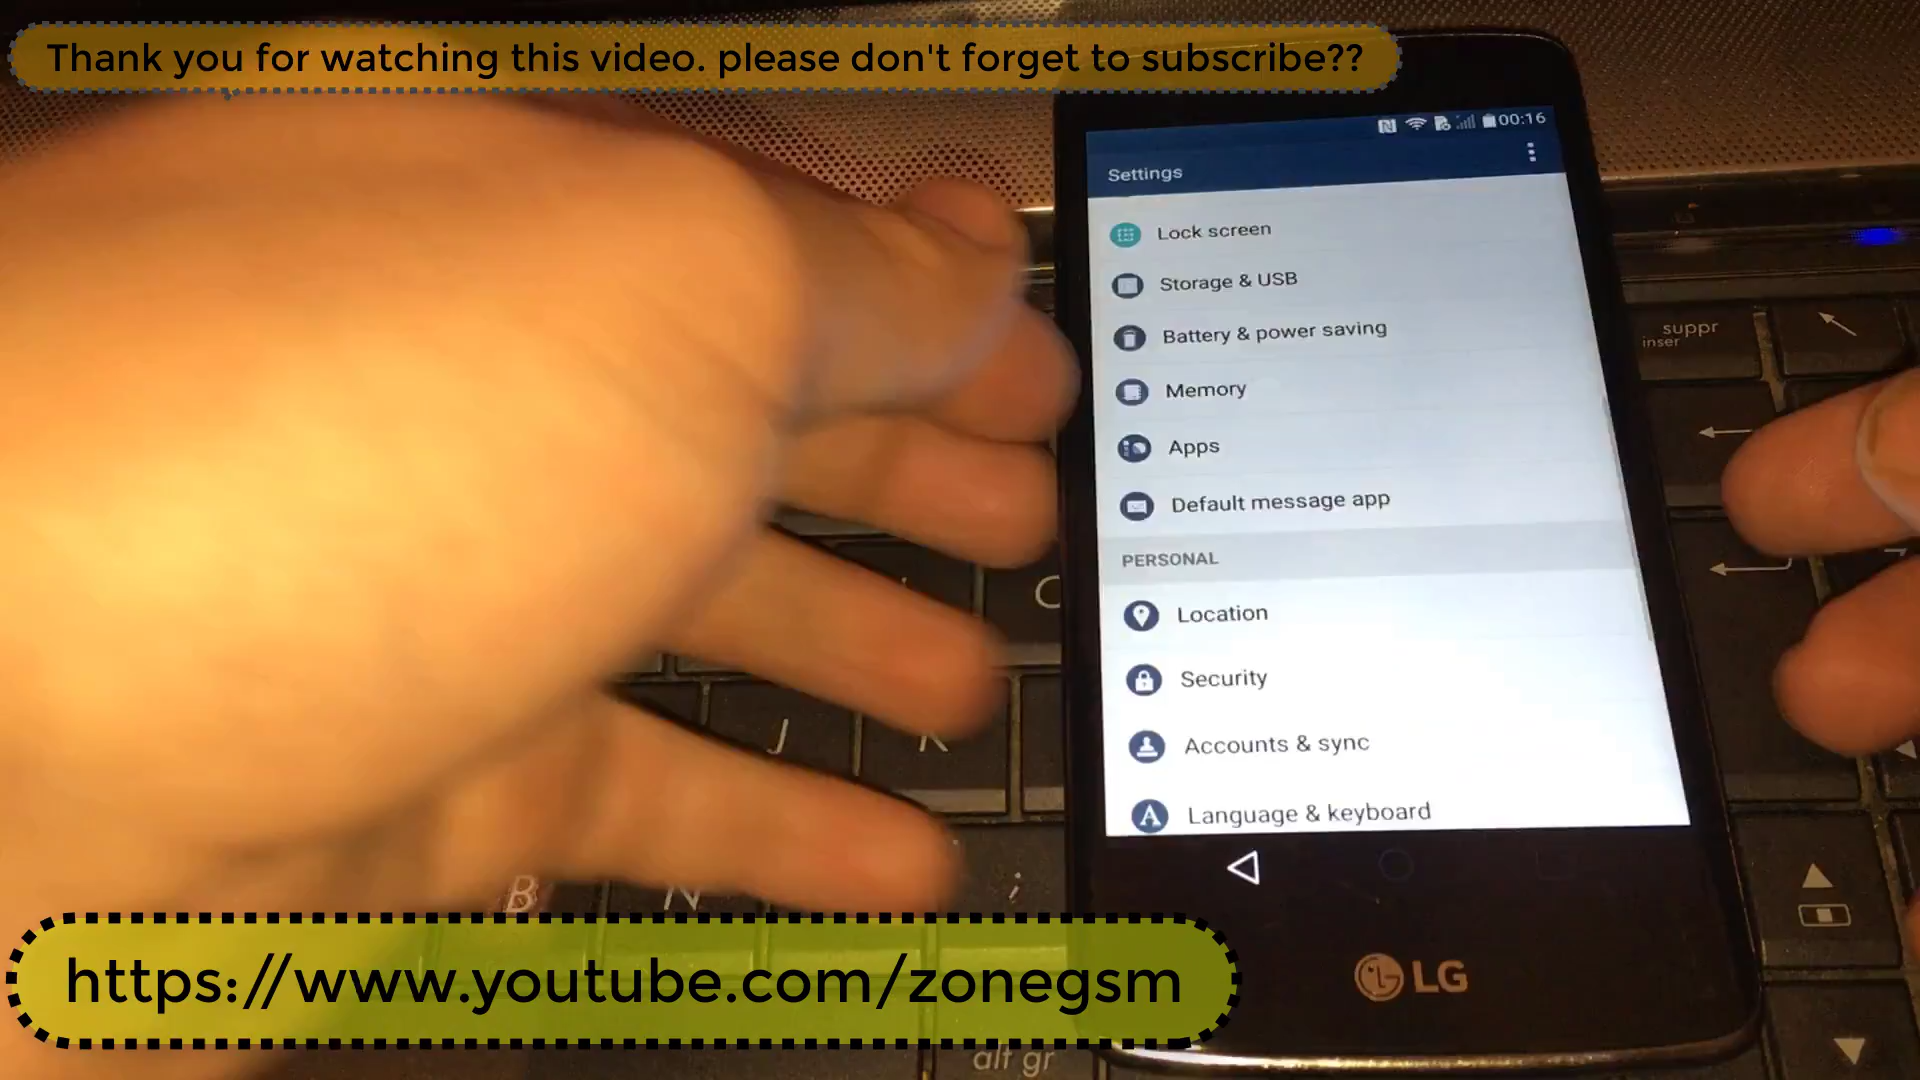 Thank you for watching this video. please don't forget to subscribe??
00:16
Settings
Lock screen
Storage & USB
Battery & power saving
Memory
Apps
Default message app
PERSONAL
Location
Security
Accounts & sync
Language & keyboard
LG
suppr
inser
J
K
B
N
;
alt gr
https://www.youtube.com/zonegsm